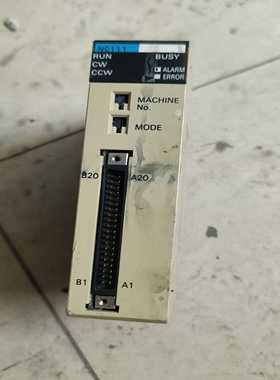 NC111
RUN BUSY
CW
CCW ALARM
ERROR
MACHINE
No.
MODE
B20 A20
B1 A1